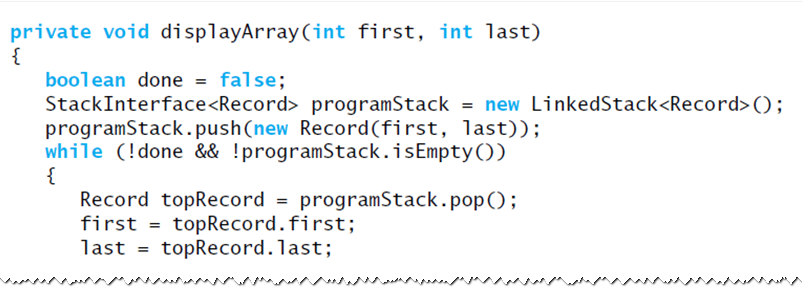 private void displayArray(int first, int last)
{
boolean done = false;
StackInterface<Record> programStack = new LinkedStack<Record>();
programStack.push(new Record(first, last));
while (!done && !programStack.isEmpty())
{
Record topRecord = programStack.pop();
first = topRecord.first;
last = topRecord.last;